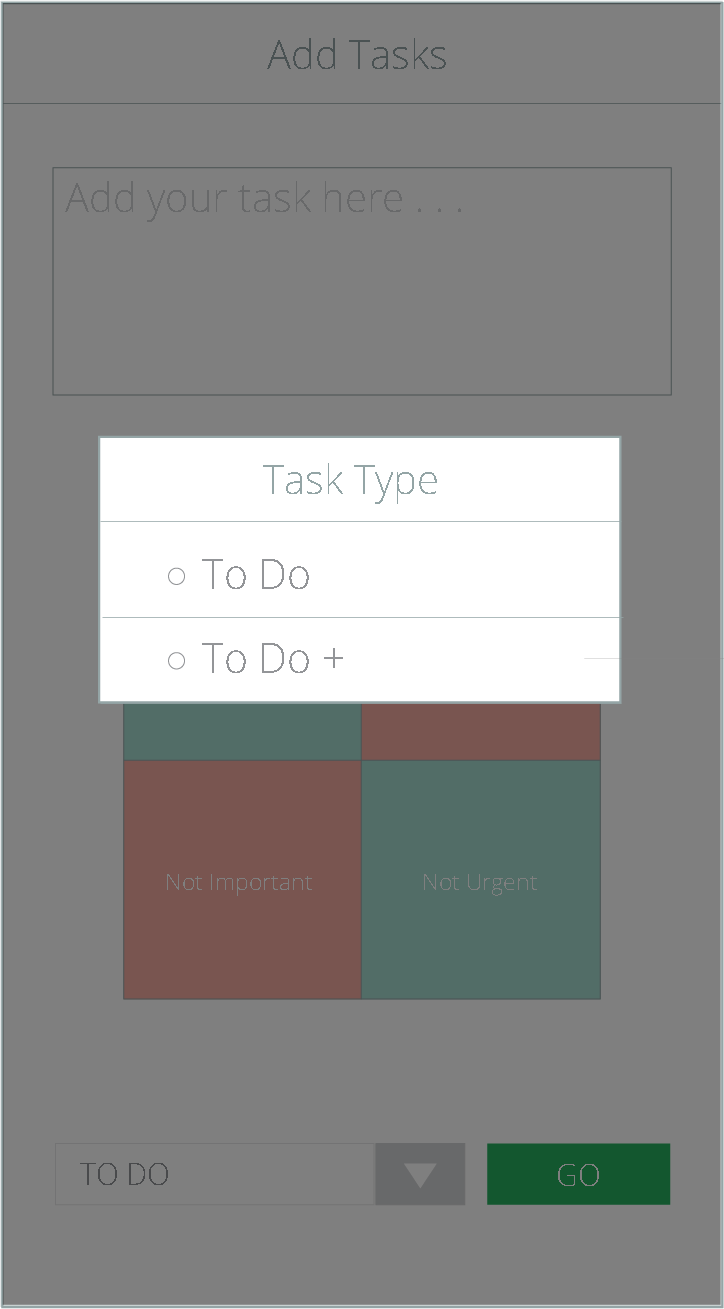 Add Tasks
Add your task here . . .
Task Type
To Do
To Do +
Not Important
Not Urgent
TO DO
GO